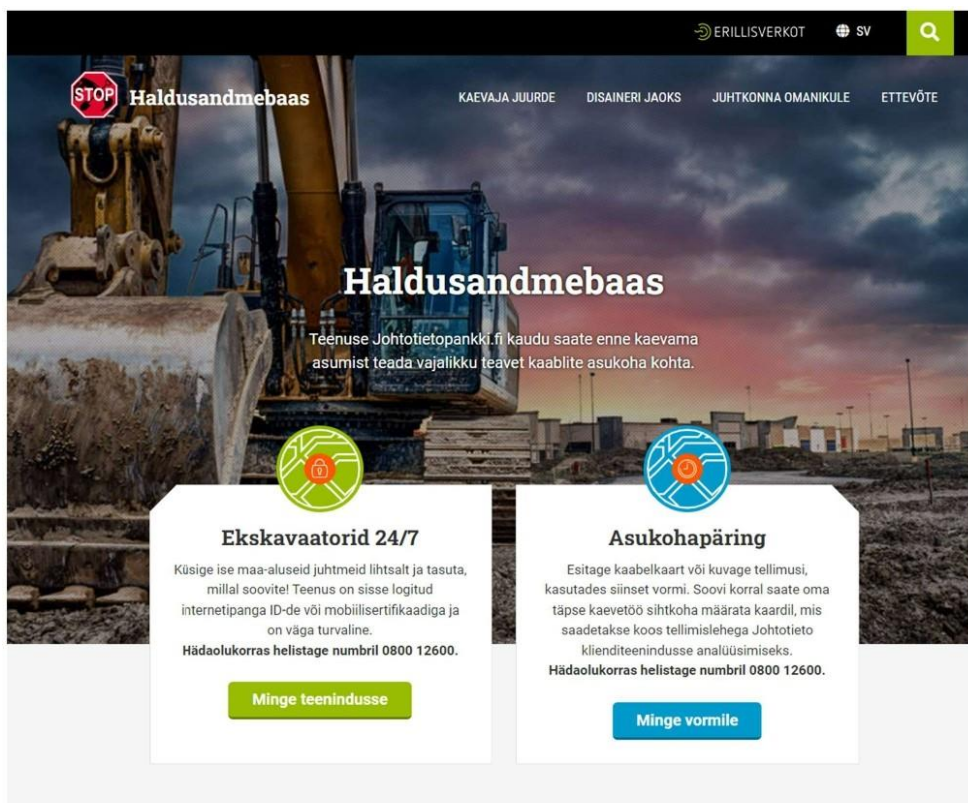 ERILLISVERKOT
SV
STOP
Haldusandmebaas
KAEVAJA JUURDE
DISAINERI JAOKS
JUHTKONNA OMANIKULE
ETTEVÕTE
Haldusandmebaas
Teenuse Johtotietopankki.fi kaudu saate enne kaevama
asumist teada vajalikku teavet kaablite asukoha kohta.
Ekskavaatorid 24/7
Küsige ise maa-aluseid juhtmeid lihtsalt ja tasuta,
millal soovite! Teenus on sisse logitud
internetipanga ID-de või mobiilisertifikaadiga ja
on väga turvaline.
Hädaolukorras helistage numbril 0800 12600.
Minge teenindusse
Asukohapäring
Esitage kaabelkaart või kuvage tellimusi,
kasutades siinset vormi. Soovi korral saate oma
täpse kaevetöö sihtkoha määrata kaardil, mis
saadetakse koos tellimislehega Johtotieto
klienditeenindusse analüüsimiseks.
Hädaolukorras helistage numbril 0800 12600.
Minge vormile